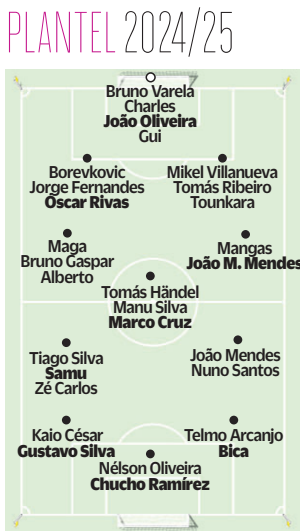 PLANTEL 2024/25
Bruno Varela
Charles
João Oliveira
Gui
Borevkovic
Jorge Fernandes
Óscar Rivas
Mikel Villanueva
Tomás Ribeiro
Tounkara
Maga
Bruno Gaspar
Alberto
Mangas
João M. Mendes
Tomás Händel
Manu Silva
Marco Cruz
Tiago Silva
Samu
Zé Carlos
João Mendes
Nuno Santos
Kaio César
Gustavo Silva
Telmo Arcanjo
Bica
Nélson Oliveira
Chucho Ramírez